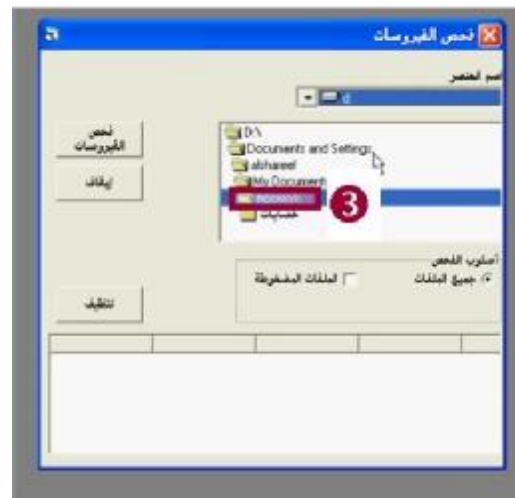 فحص الفيروسات
اسم العنصر
d
فحص
الفيروسات
إيقاف
D:\
Documents and Settings
alshareef
My Documents
3
أسلوب الفحص
جميع الملفات
الملفات المضغوطة
تنظيف